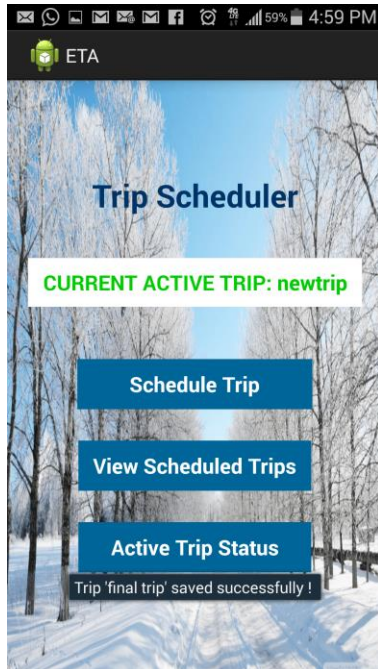 4G 59% 4:59 PM
ETA
Trip Scheduler
CURRENT ACTIVE TRIP: newtrip
Schedule Trip
View Scheduled Trips
Active Trip Status
Trip 'final trip' saved successfully !